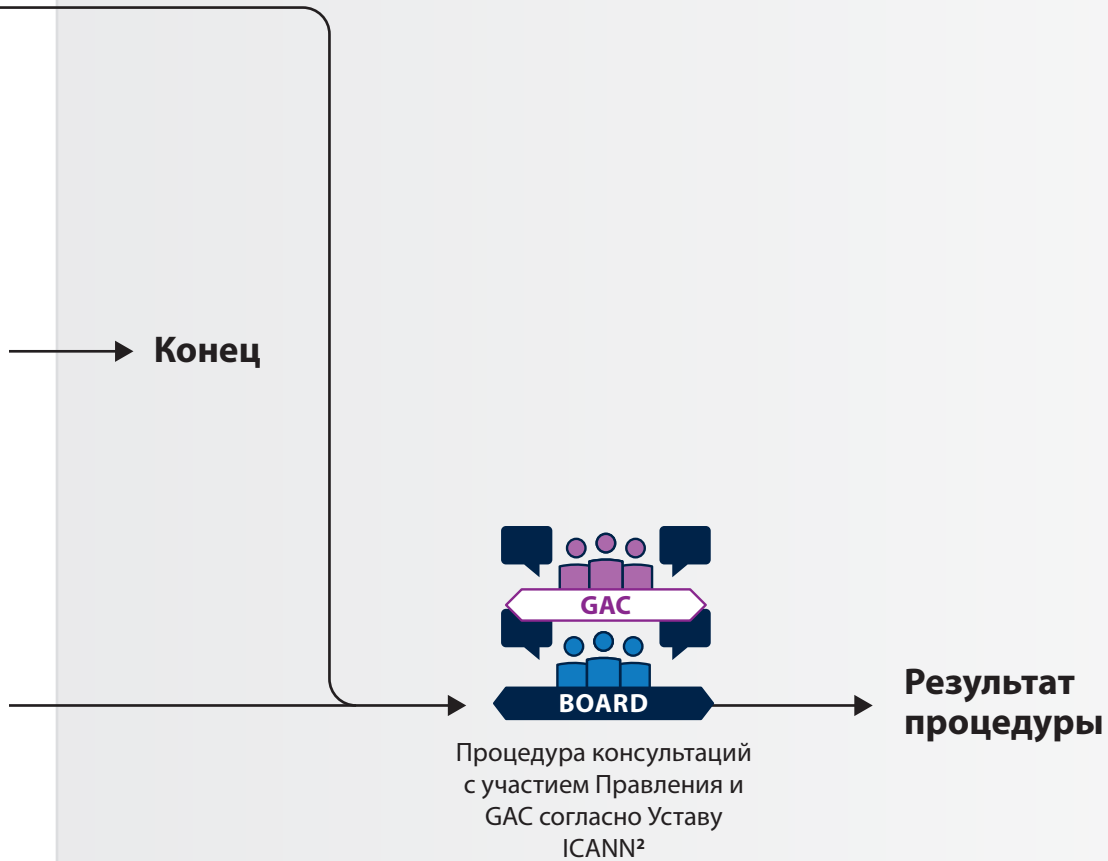 Конец
GAC
BOARD
Результат
процедуры
Процедура консультаций
с участием Правления и
GAC согласно Уставу
ICANN²